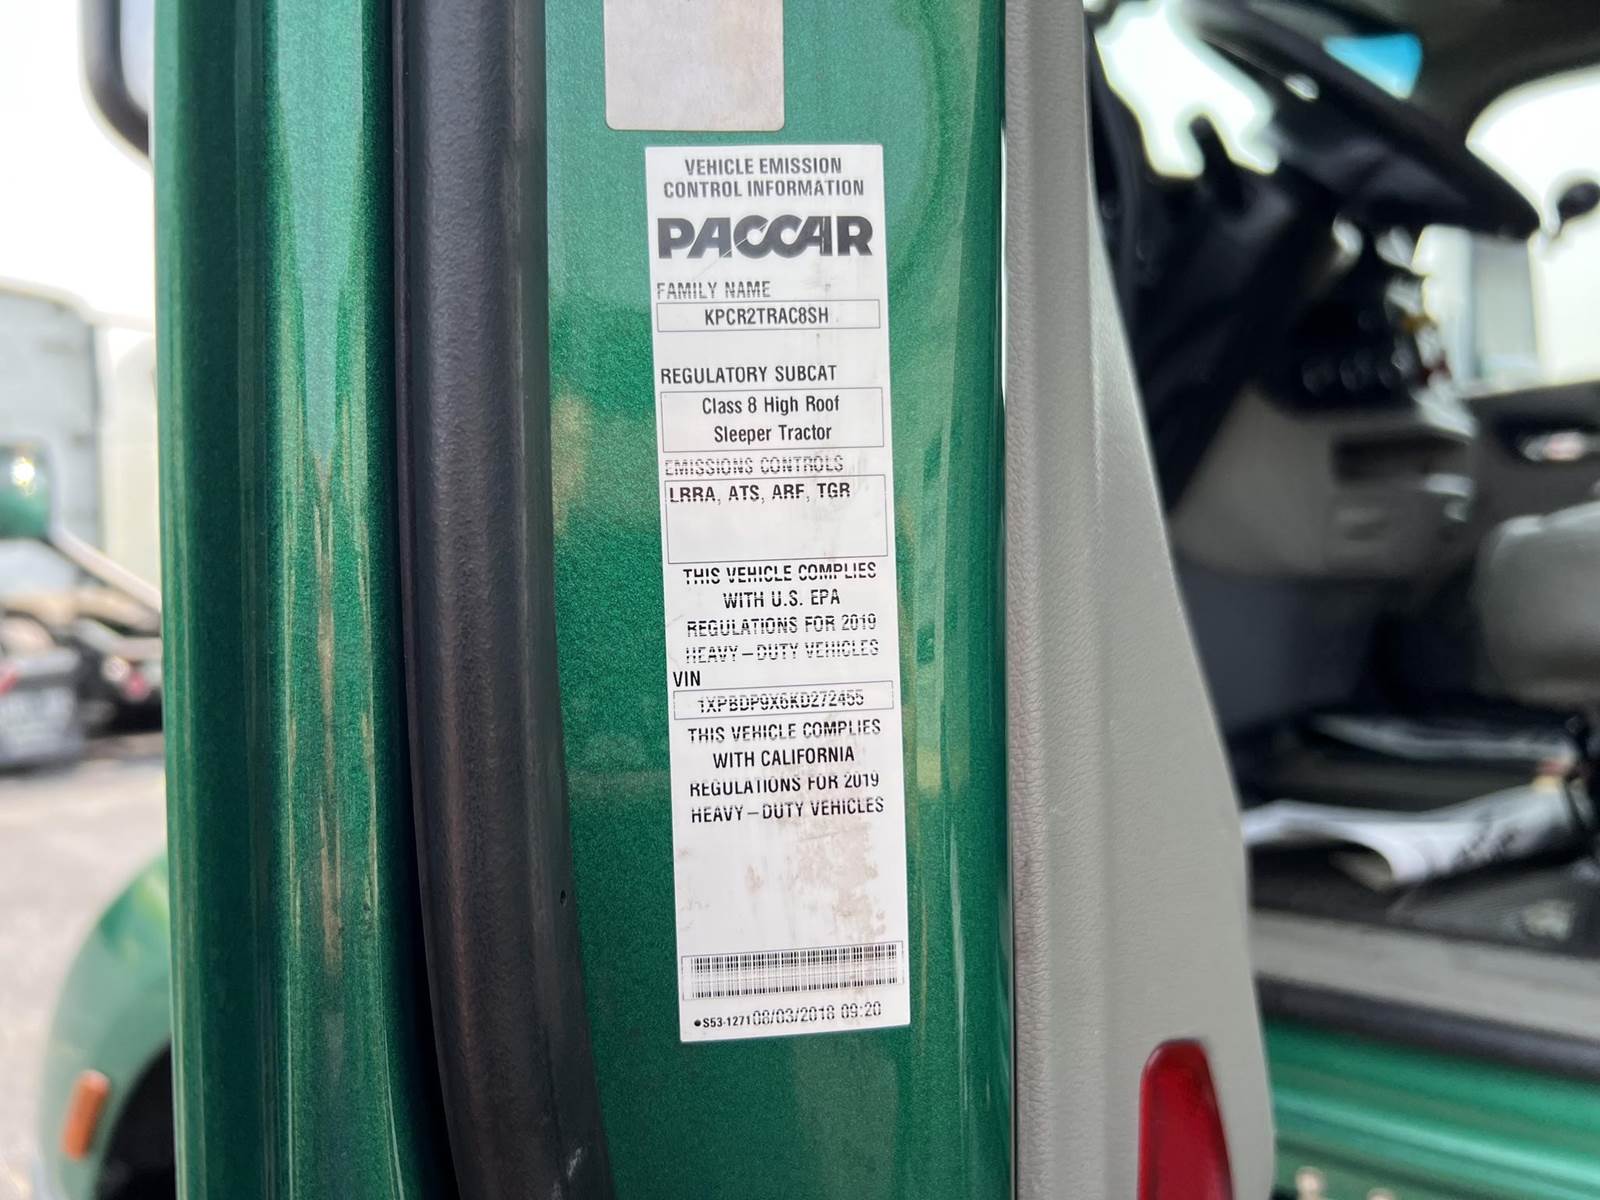 VEHICLE EMISSION
CONTROL INFORMATION
PACCAR
FAMILY NAME
KPCR2TRAC8SH
REGULATORY SUBCAT
Class 8 High Roof
Sleeper Tractor
EMISSIONS CONTROLS
LRRA, ATS, ARF, TGR
THIS VEHICLE COMPLIES
WITH U.S. EPA
REGULATIONS FOR 2019
HEAVY-DUTY VEHICLES
VIN
1XPBDP9X6KD272455
THIS VEHICLE COMPLIES
WITH CALIFORNIA
REGULATIONS FOR 2019
HEAVY-DUTY VEHICLES
S53-1271 08/03/2018 09:20